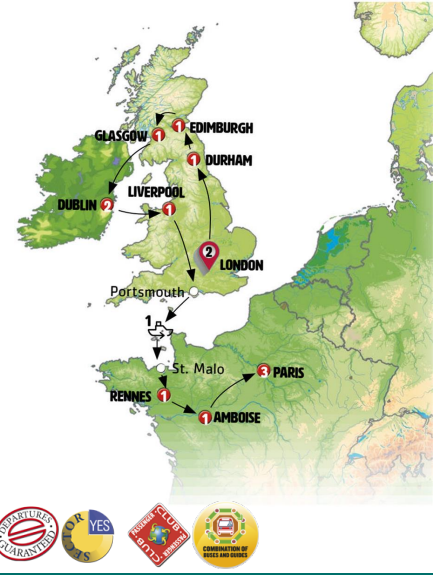 GLASGOW
1
1
EDIMBURGH
1
DURHAM
LIVERPOOL
DUBLIN
2
1
2
LONDON
Portsmouth
1
St. Malo
3
PARIS
RENNES
1
1
AMBOISE
DEPARTURES
GUARANTEED
SECTOR
YES
PASSENGER
CLUB
PASSENGER
CLUB
COMBINATION OF
BUSES AND GUIDES